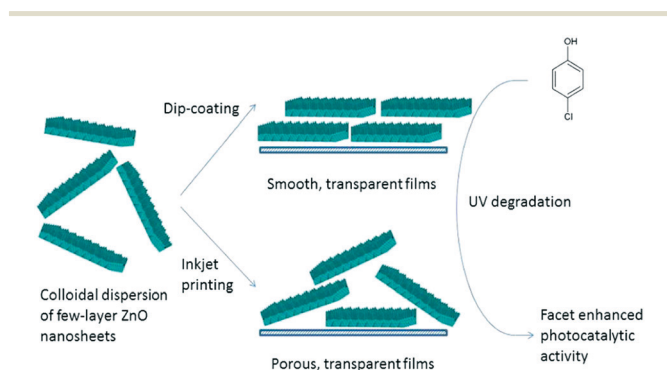 OH
Cl
Dip-coating
Smooth, transparent films
UV degradation
Inkjet
printing
Colloidal dispersion
of few-layer ZnO
nanosheets
Porous, transparent films
Facet enhanced
photocatalytic
activity